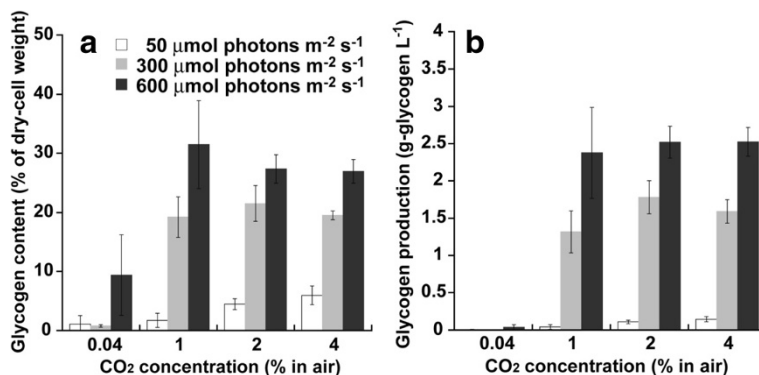 a
50 μmol photons m⁻² s⁻¹
300 μmol photons m⁻² s⁻¹
600 μmol photons m⁻² s⁻¹
Glycogen content (% of dry-cell weight)
50
40
30
20
10
0
0.04 1 2 4
CO₂ concentration (% in air)
b
Glycogen production (g-glycogen L⁻¹)
4
3.5
3
2.5
2
1.5
1
0.5
0
0.04 1 2 4
CO₂ concentration (% in air)